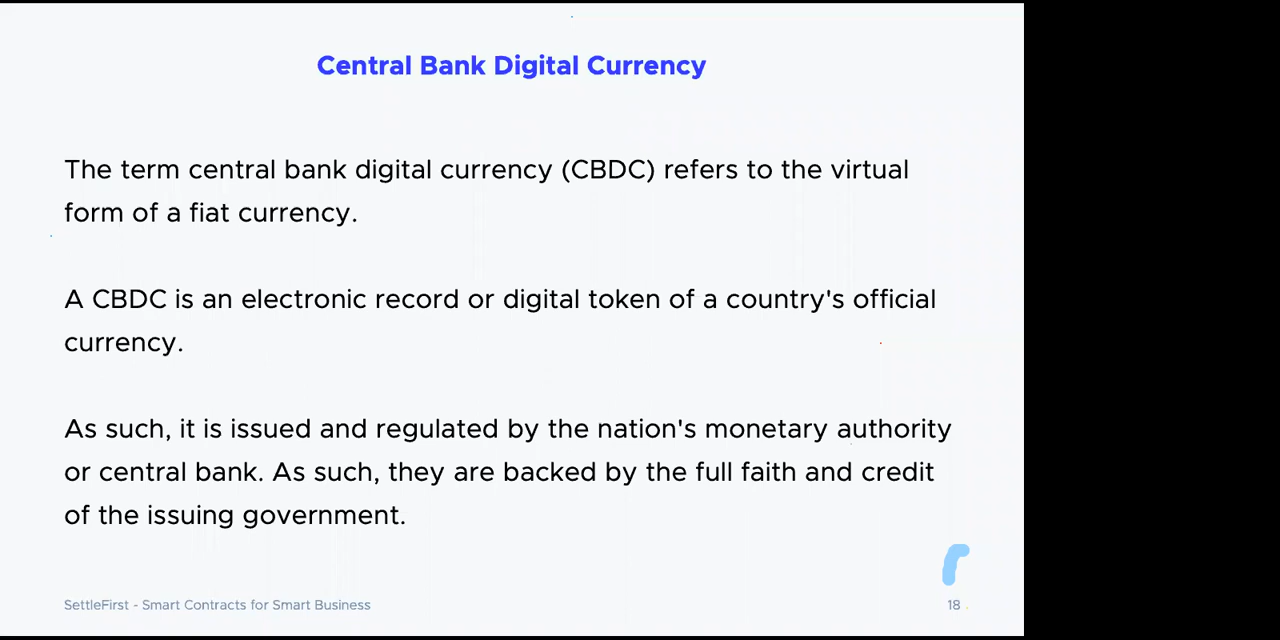 Central Bank Digital Currency
The term central bank digital currency (CBDC) refers to the virtual
form of a fiat currency.
A CBDC is an electronic record or digital token of a country's official
currency.
As such, it is issued and regulated by the nation's monetary authority
or central bank. As such, they are backed by the full faith and credit
of the issuing government.
SettleFirst - Smart Contracts for Smart Business
18